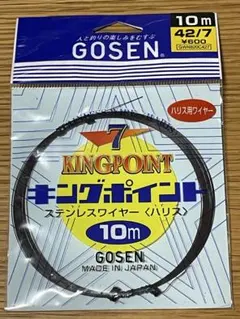 人と釣りの楽しみをむすぶ
GOSEN
10m
42/7
¥600
ハリス用ワイヤー
7
KINGPOINT
キングポイント
ステンレスワイヤー〈ハリス〉
10m
GOSEN
MADE IN JAPAN